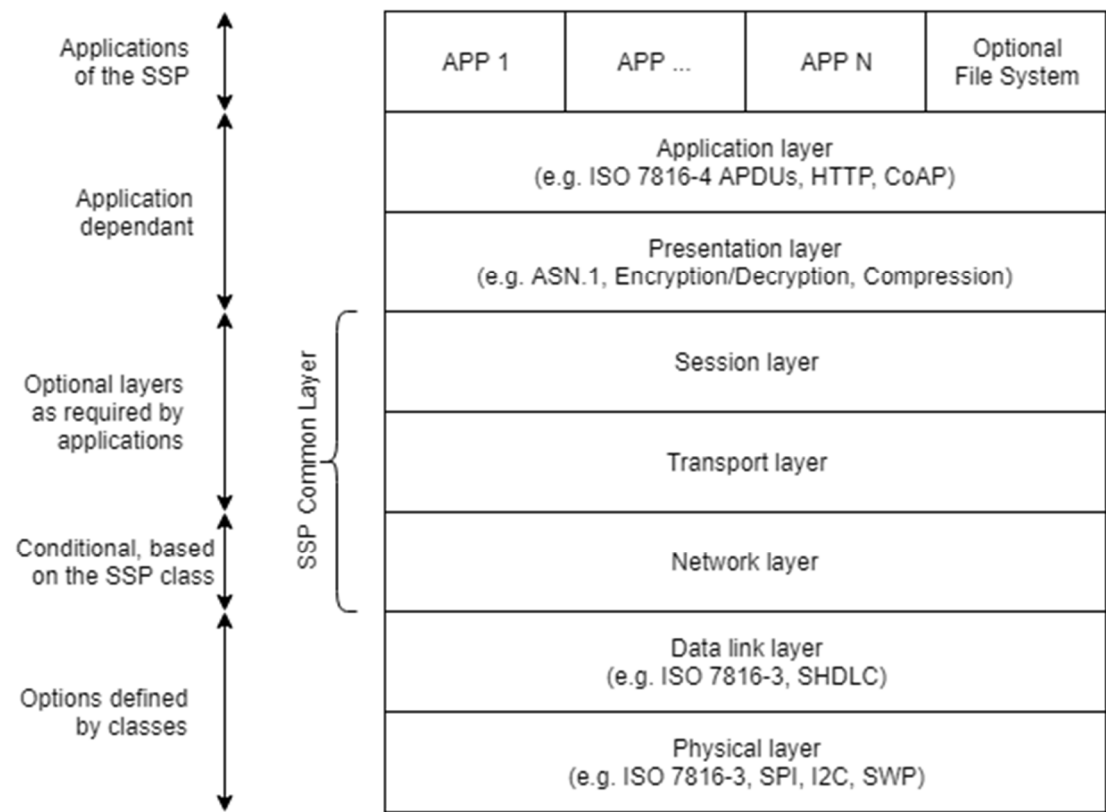 Applications
of the SSP
APP 1
APP ...
APP N
Optional
File System
Application
dependant
Application layer
(e.g. ISO 7816-4 APDUs, HTTP, CoAP)
Presentation layer
(e.g. ASN.1, Encryption/Decryption, Compression)
Optional layers
as required by
applications
SSP Common Layer
Session layer
Transport layer
Conditional, based
on the SSP class
Network layer
Options defined
by classes
Data link layer
(e.g. ISO 7816-3, SHDLC)
Physical layer
(e.g. ISO 7816-3, SPI, I2C, SWP)